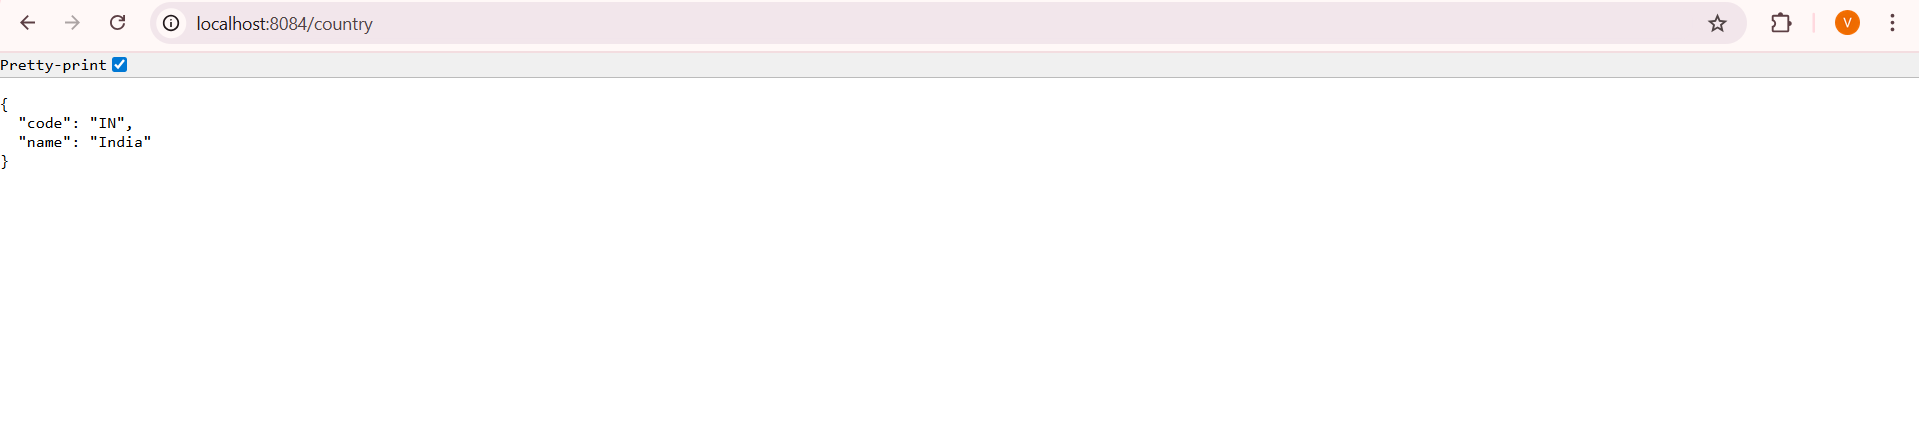 localhost:8084/country
V
Pretty-print
{
  "code": "IN",
  "name": "India"
}